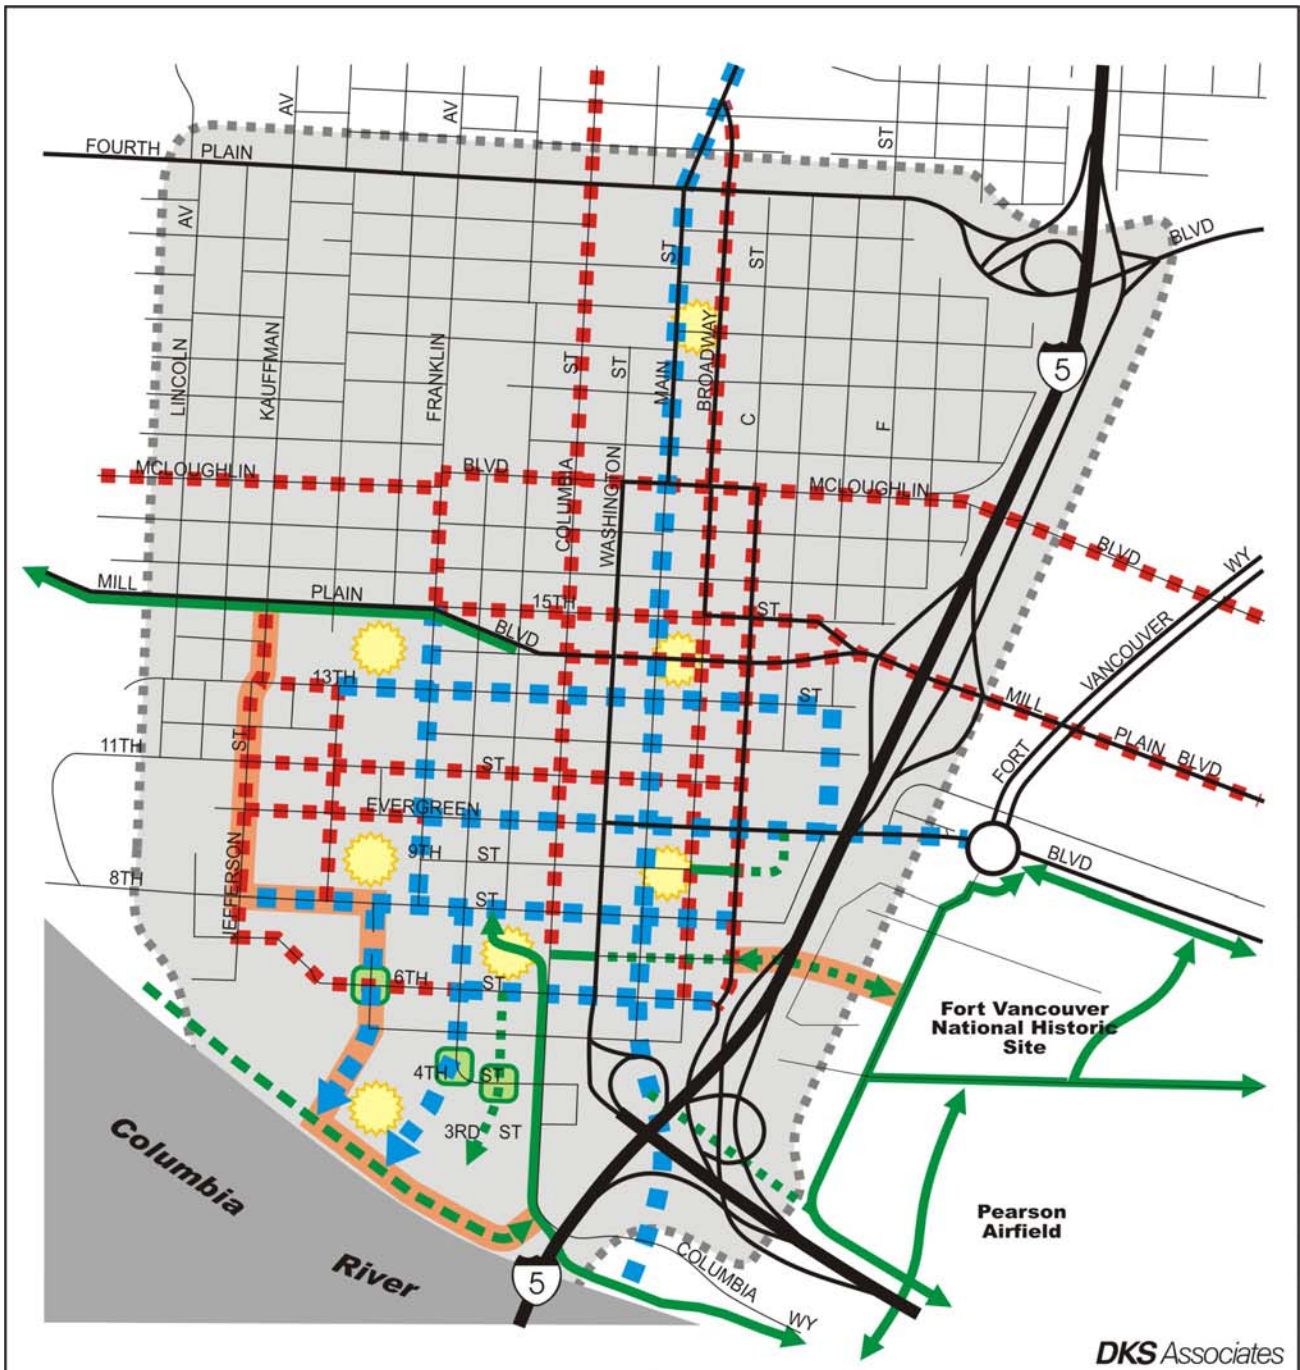 AV
AV
ST
FOURTH
PLAIN
AV
BLVD
ST
ST
5
LINCOLN
KAUFFMAN
FRANKLIN
ST
ST
MAIN
BROADWAY
C
F
MCLOUGHLIN
BLVD
COLUMBIA
WASHINGTON
MCLOUGHLIN
BLVD
WY
MILL
PLAIN
15TH
ST
BLVD
VANCOUVER
13TH
ST
MILL
11TH
ST
ST
FORT
PLAIN
BLVD
EVERGREEN
9TH
ST
BLVD
8TH
ST
JEFFERSON
6TH
ST
Fort Vancouver
National Historic
Site
4TH
ST
3RD
ST
Columbia
River
Pearson
Airfield
5
COLUMBIA
WY
DKS Associates